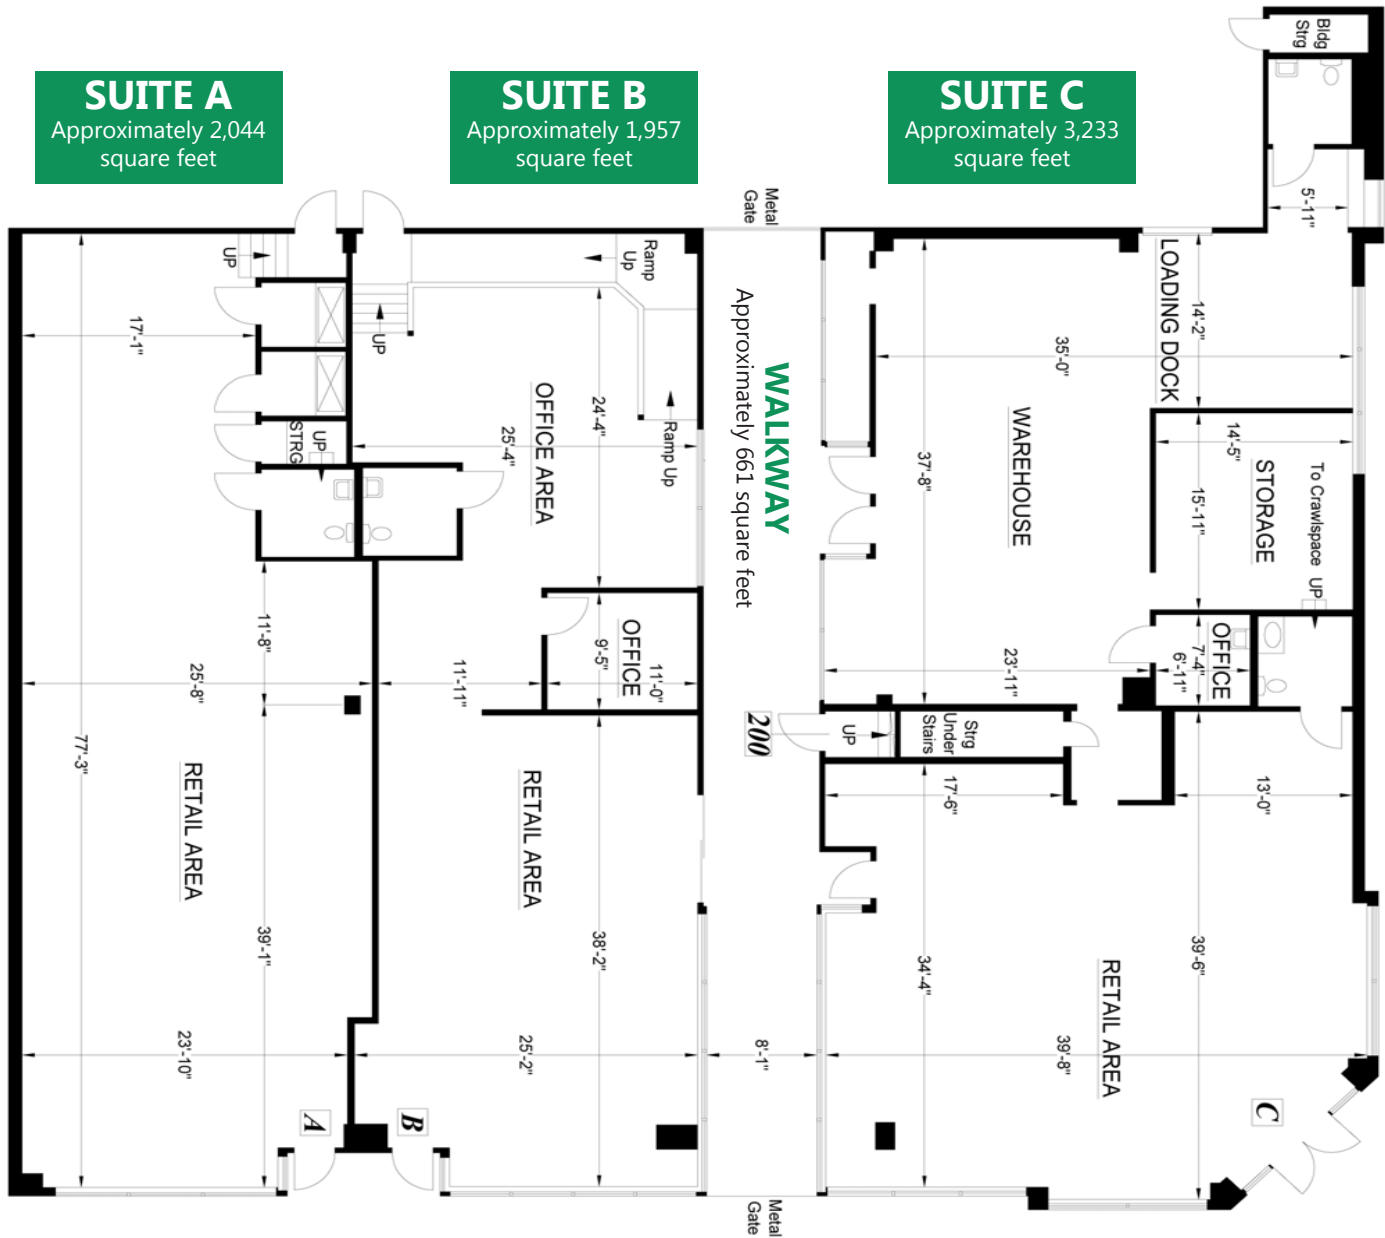 Bldg
Strg
SUITE A
Approximately 2,044
square feet
SUITE B
Approximately 1,957
square feet
SUITE C
Approximately 3,233
square feet
Metal
Gate
5'-11"
UP
17'-1"
UP
STRG
11'-8"
25'-8"
77'-3"
RETAIL AREA
39'-1"
23'-10"
A
Ramp
Up
UP
OFFICE AREA
24'-4"
25'-4"
Ramp Up
OFFICE
9'-5"
11'-0"
11'-11"
RETAIL AREA
38'-2"
25'-2"
B
WALKWAY
Approximately 661 square feet
200
8'-1"
Metal
Gate
LOADING DOCK
14'-2"
35'-0"
WAREHOUSE
37'-8"
14'-5"
STORAGE
15'-11"
To Crawlspace
UP
OFFICE
7'-4"
6'-11"
23'-11"
UP
Strg
Under
Stairs
17'-6"
13'-0"
39'-6"
34'-4"
RETAIL AREA
39'-8"
C